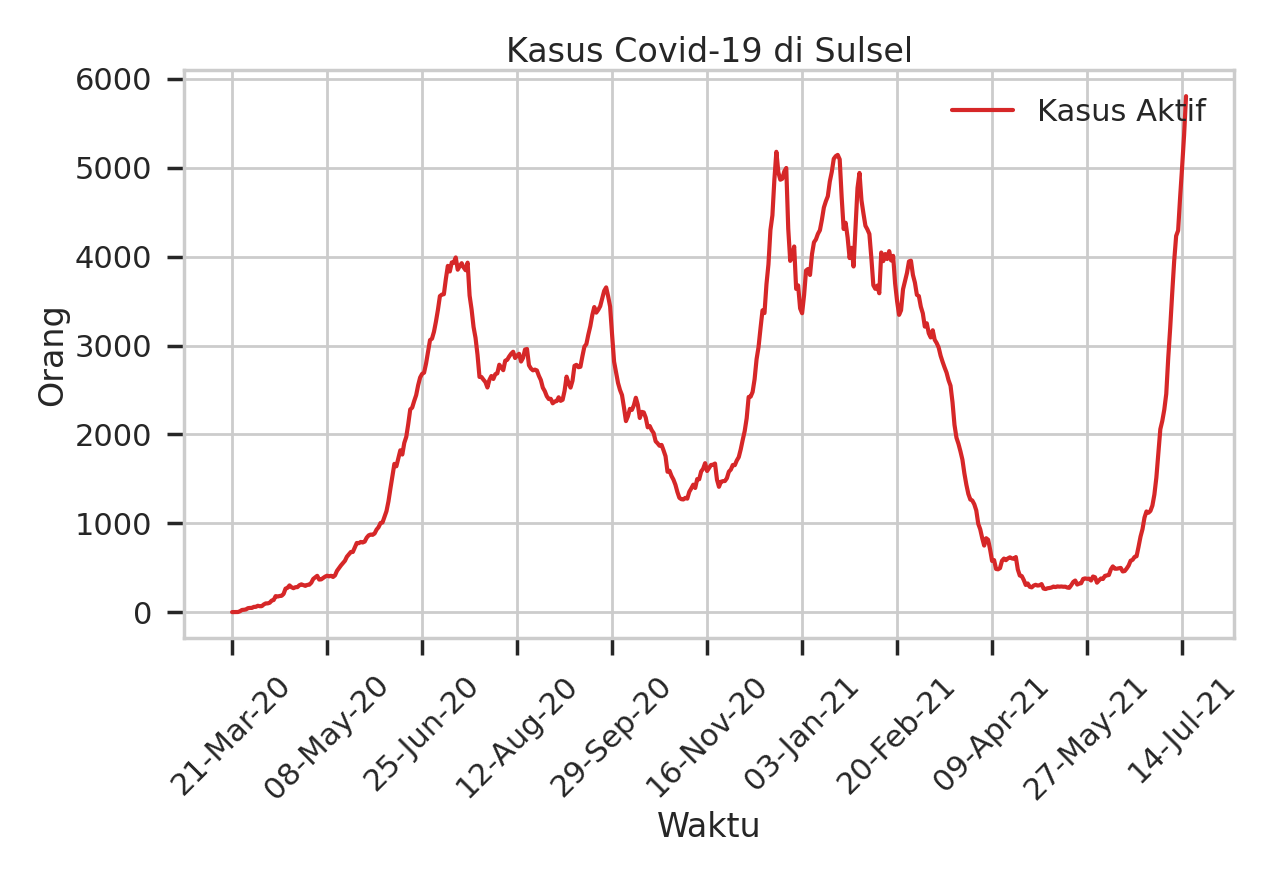 Kasus Covid-19 di Sulsel
Kasus Aktif
6000
5000
4000
3000
2000
1000
0
Orang
21-Mar-20
08-May-20
25-Jun-20
12-Aug-20
29-Sep-20
16-Nov-20
03-Jan-21
20-Feb-21
09-Apr-21
27-May-21
14-Jul-21
Waktu